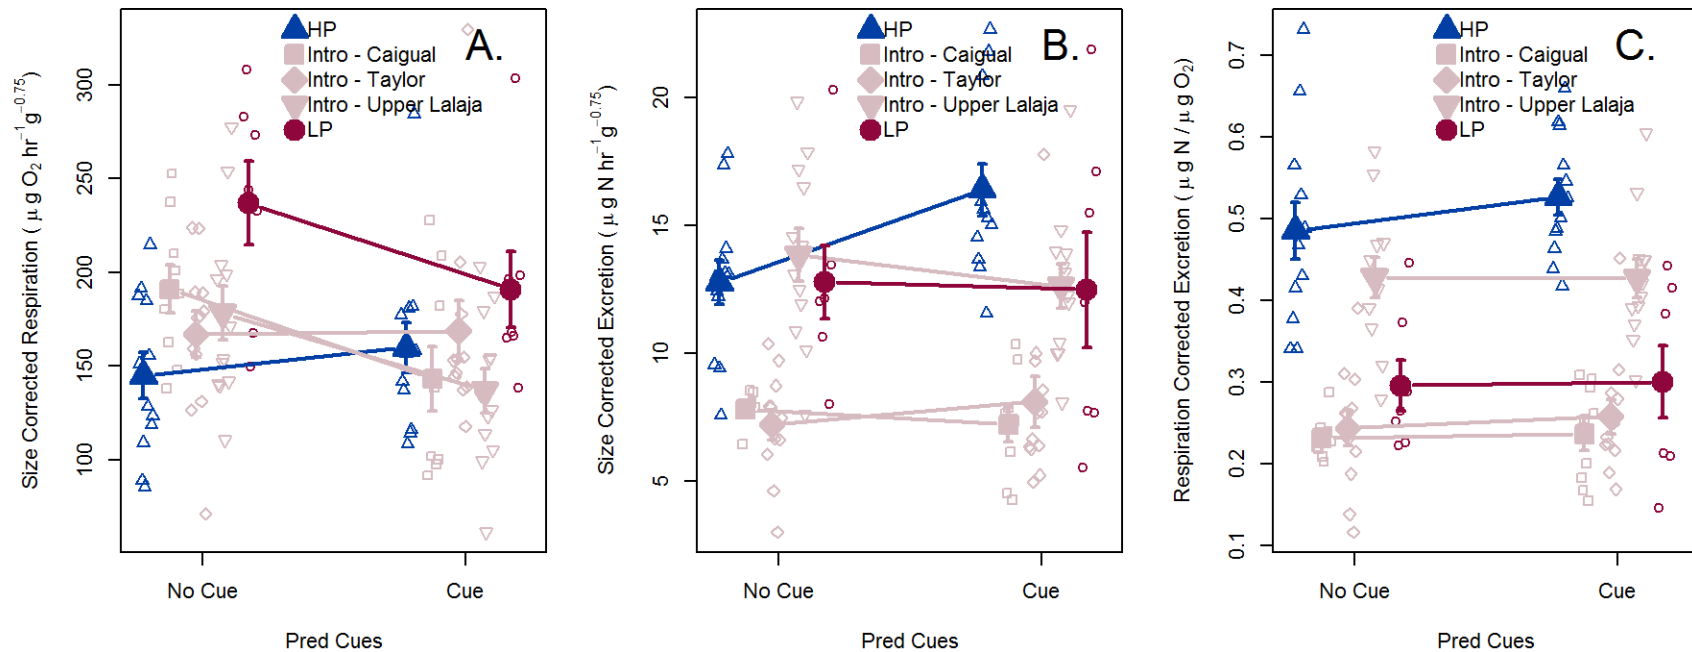 A.
HP
Intro - Caigual
Intro - Taylor
Intro - Upper Lalaja
LP
Size Corrected Respiration ( μ g O2 hr−1 g−0.75)
300
250
200
150
100
No Cue
Cue
Pred Cues
B.
HP
Intro - Caigual
Intro - Taylor
Intro - Upper Lalaja
LP
Size Corrected Excretion ( μ g N hr−1 g−0.75)
20
15
10
5
No Cue
Cue
Pred Cues
C.
HP
Intro - Caigual
Intro - Taylor
Intro - Upper Lalaja
LP
Respiration Corrected Excretion ( μ g N / μ g O2)
0.7
0.6
0.5
0.4
0.3
0.2
0.1
No Cue
Cue
Pred Cues